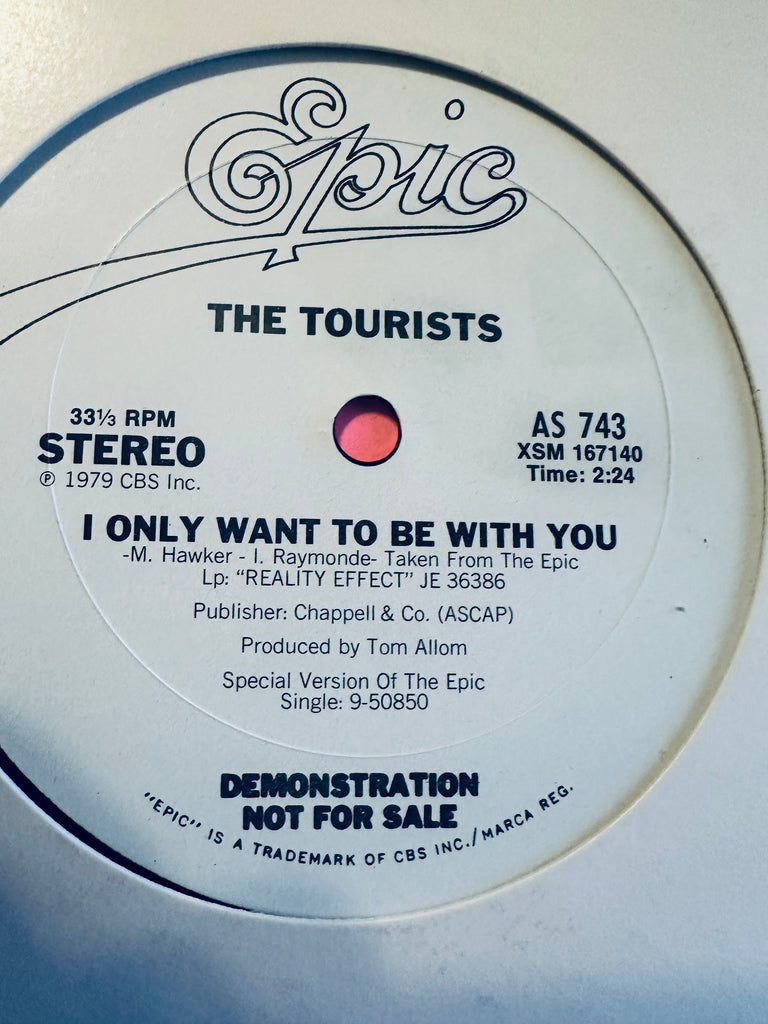 Epic
THE TOURISTS
33⅓ RPM
STEREO
℗ 1979 CBS Inc.
AS 743
XSM 167140
Time: 2:24
I ONLY WANT TO BE WITH YOU
-M. Hawker - I. Raymonde- Taken From The Epic
Lp: “REALITY EFFECT” JE 36386
Publisher: Chappell & Co. (ASCAP)
Produced by Tom Allom
Special Version Of The Epic
Single: 9-50850
DEMONSTRATION
NOT FOR SALE
“EPIC” IS A TRADEMARK OF CBS INC./MARCA REG.